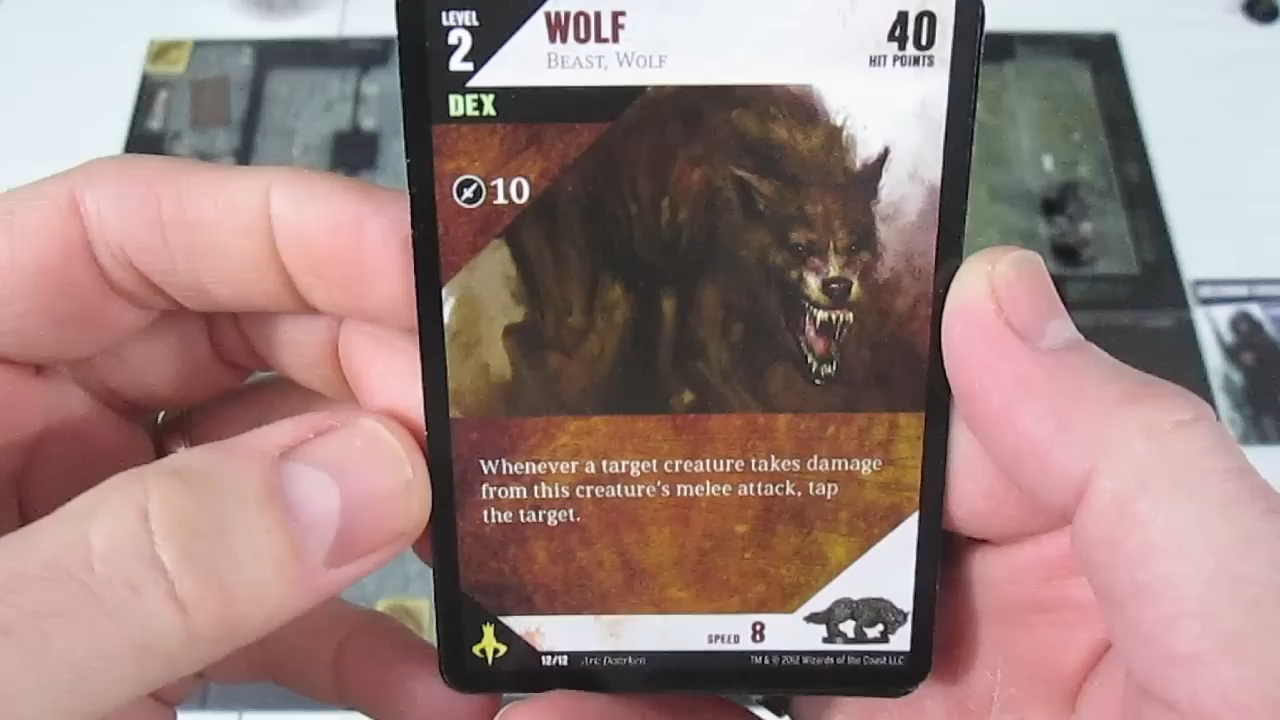 LEVEL
2
WOLF
BEAST, WOLF
40
HIT POINTS
DEX
10
Whenever a target creature takes damage
from this creature's melee attack, tap
the target.
SPEED 8
12/12
TM & © 2012 Wizards of the Coast LLC